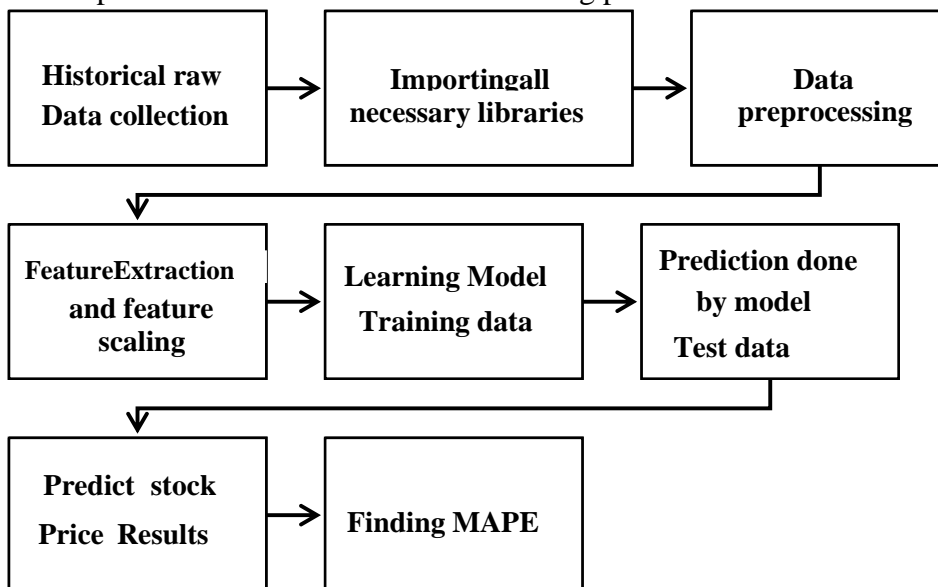 Historical raw
Data collection
Importingall
necessary libraries
Data
preprocessing
FeatureExtraction
and feature
scaling
Learning Model
Training data
Prediction done
by model
Test data
Predict stock
Price Results
Finding MAPE